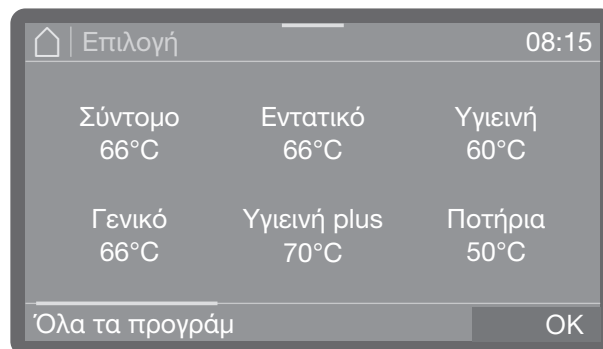 Επιλογή 08:15
Σύντομο Εντατικό Υγιεινή
66°C 66°C 60°C
Γενικό Υγιεινή plus Ποτήρια
66°C 70°C 50°C
Όλα τα προγράμ OK